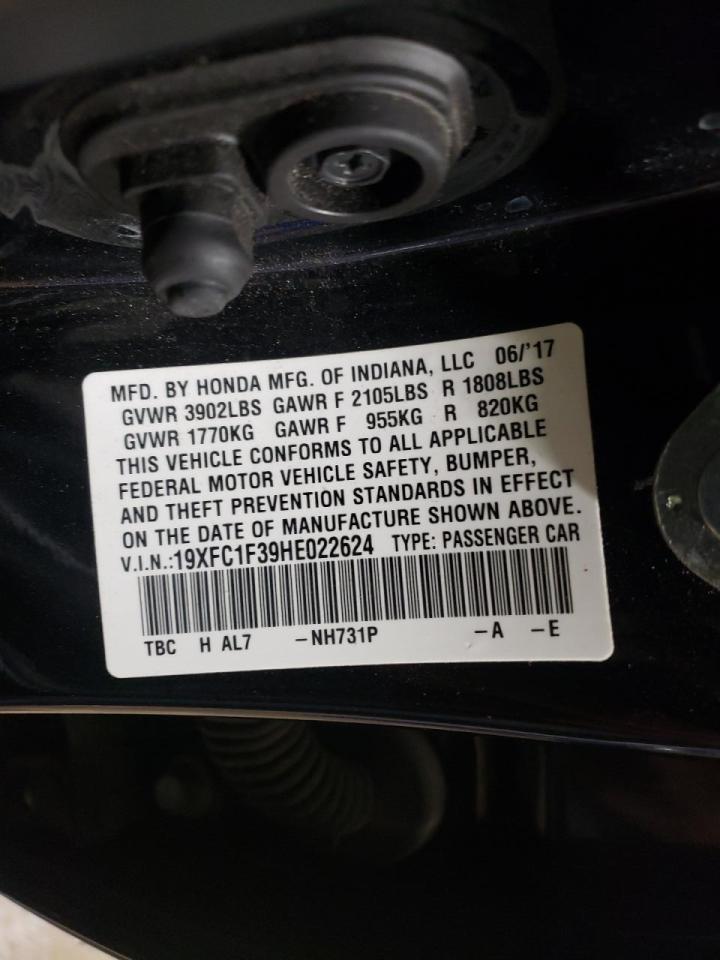 MFD. BY HONDA MFG. OF INDIANA, LLC 06/'17
GVWR 3902LBS GAWR F 2105LBS R 1808LBS
GVWR 1770KG GAWR F 955KG R 820KG
THIS VEHICLE CONFORMS TO ALL APPLICABLE
FEDERAL MOTOR VEHICLE SAFETY, BUMPER,
AND THEFT PREVENTION STANDARDS IN EFFECT
ON THE DATE OF MANUFACTURE SHOWN ABOVE.
V.I.N.:19XFC1F39HE022624 TYPE: PASSENGER CAR
TBC H AL7 -NH731P -A -E